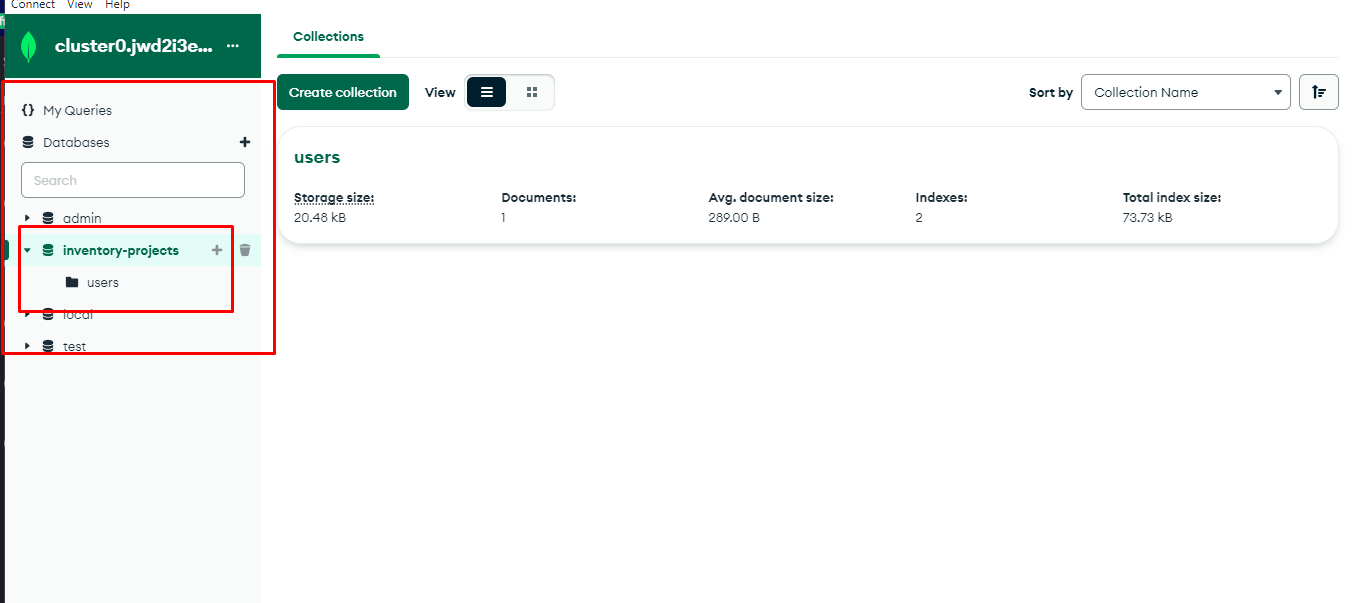 Connect View Help
cluster0.jwd2i3e... ...
Collections
Create collection
View
Sort by
Collection Name
{} My Queries
Databases
Search
admin
inventory-projects
users
local
test
users
Storage size: Documents: Avg. document size: Indexes: Total index size:
20.48 kB 1 289.00 B 2 73.73 kB